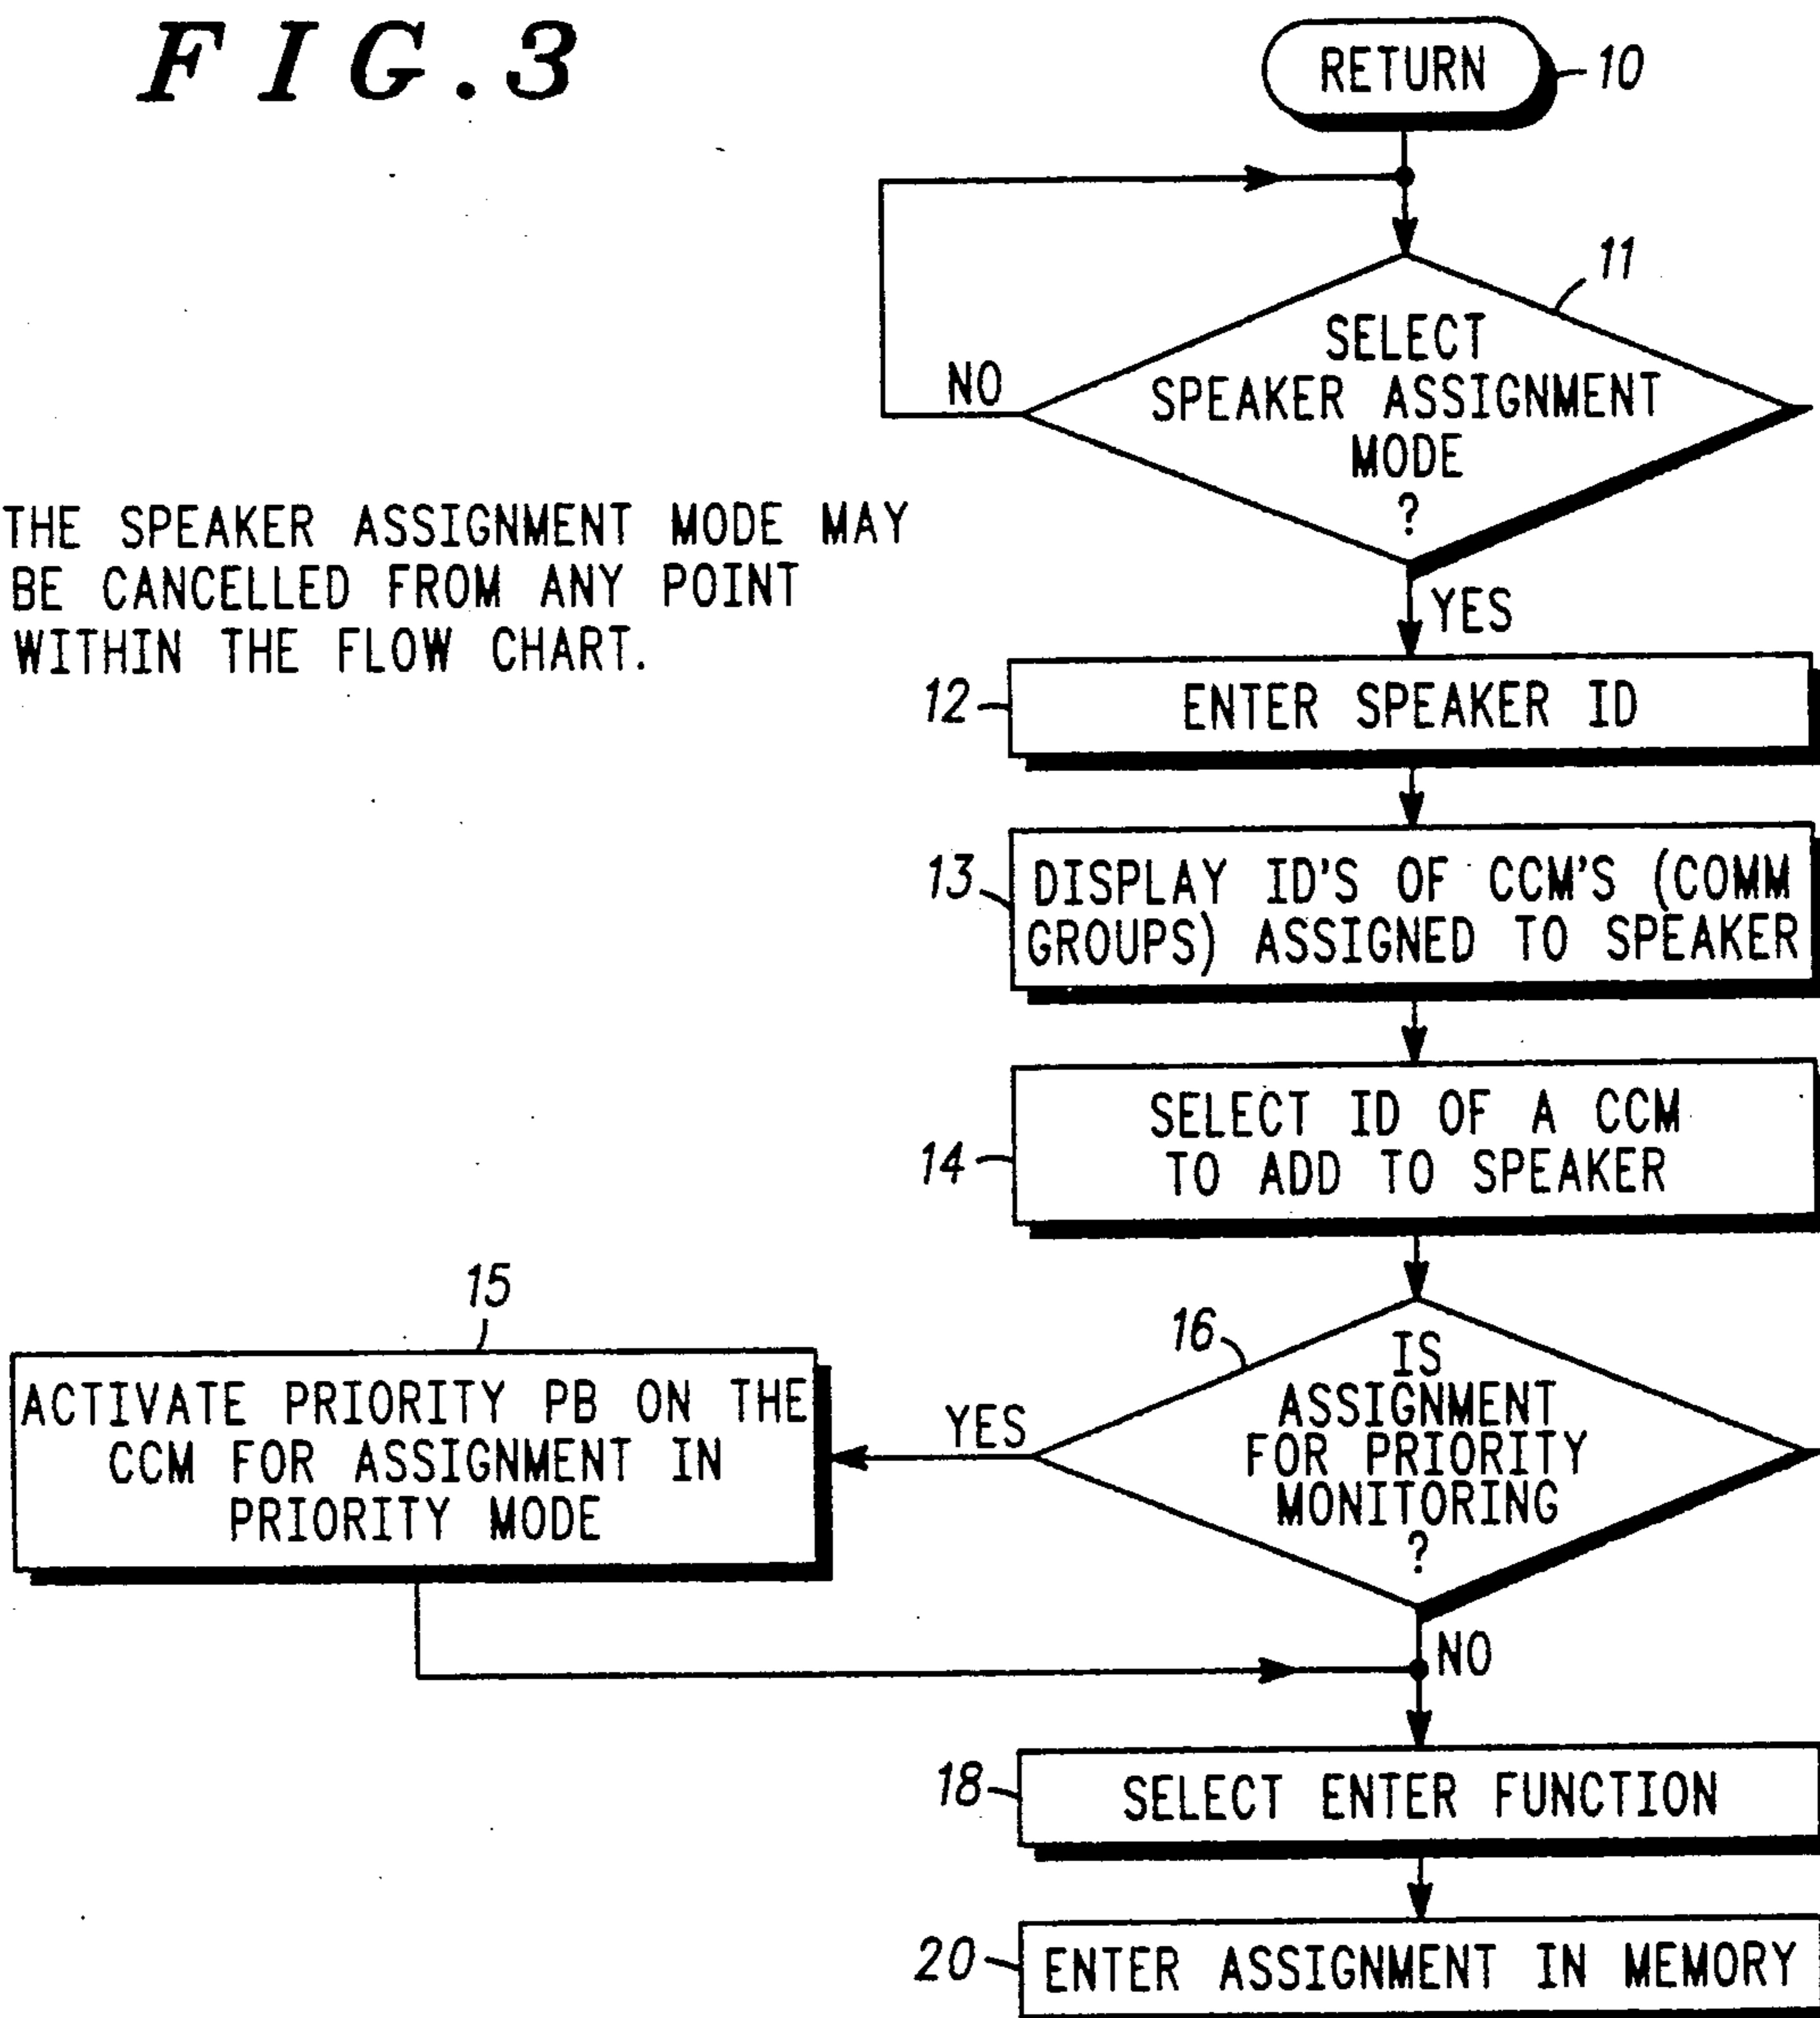 FIG.3
RETURN
10
11
SELECT
SPEAKER ASSIGNMENT
MODE
?
NO
YES
THE SPEAKER ASSIGNMENT MODE MAY
BE CANCELLED FROM ANY POINT
WITHIN THE FLOW CHART.
12
ENTER SPEAKER ID
13
DISPLAY ID'S OF CCM'S (COMM
GROUPS) ASSIGNED TO SPEAKER
14
SELECT ID OF A CCM
TO ADD TO SPEAKER
15
ACTIVATE PRIORITY PB ON THE
CCM FOR ASSIGNMENT IN
PRIORITY MODE
16
IS
ASSIGNMENT
FOR PRIORITY
MONITORING
?
YES
NO
18
SELECT ENTER FUNCTION
20
ENTER ASSIGNMENT IN MEMORY